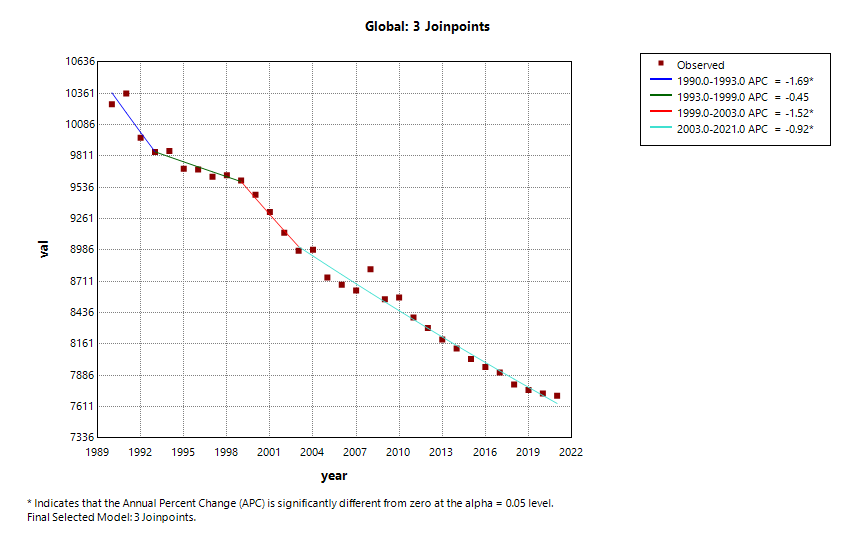 Global: 3 Joinpoints
10636
10361
10086
9811
9536
9261
8986
8711
8436
8161
7886
7611
7336
val
1989 1992 1995 1998 2001 2004 2007 2010 2013 2016 2019 2022
year
Observed
1990.0-1993.0 APC = -1.69*
1993.0-1999.0 APC = -0.45
1999.0-2003.0 APC = -1.52*
2003.0-2021.0 APC = -0.92*
* Indicates that the Annual Percent Change (APC) is significantly different from zero at the alpha = 0.05 level.
Final Selected Model: 3 Joinpoints.